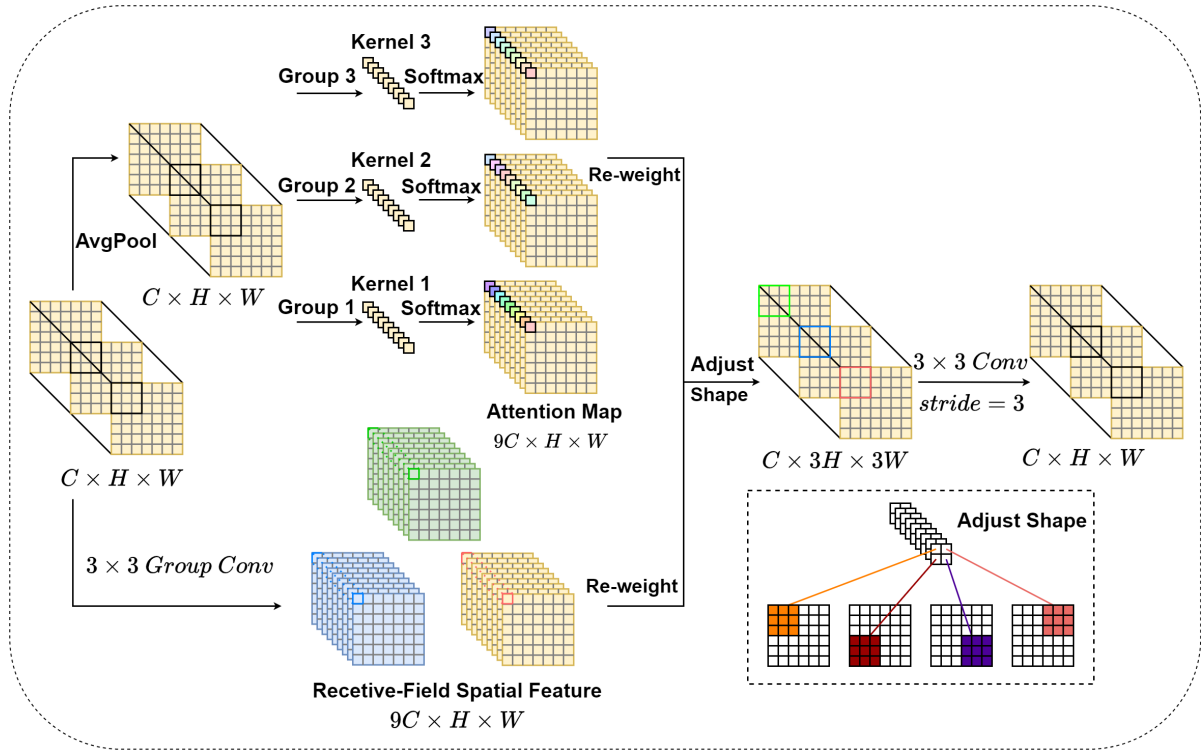 Kernel 3
Group 3
Softmax
Kernel 2
Group 2
Softmax
Re-weight
AvgPool
C × H × W
Kernel 1
Group 1
Softmax
Attention Map
9C × H × W
C × H × W
3 × 3 Group Conv
Re-weight
Recetive-Field Spatial Feature
9C × H × W
Adjust
Shape
C × 3H × 3W
3 × 3 Conv
stride = 3
C × H × W
Adjust Shape